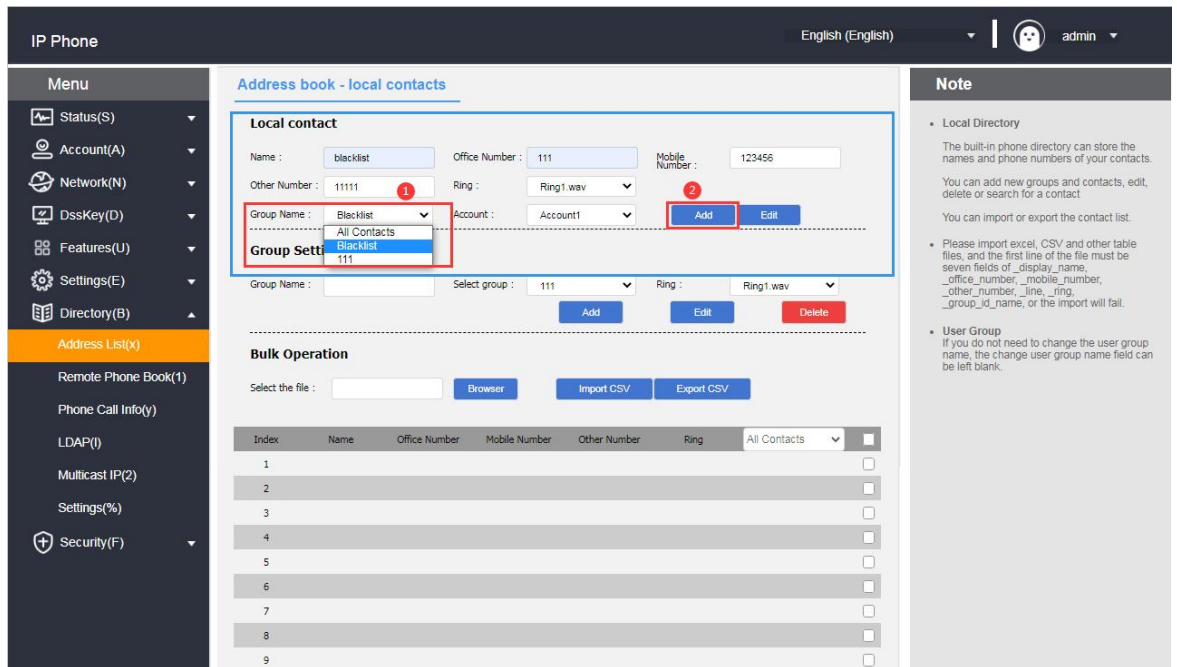 IP Phone
English (English)
admin
Menu
Status(S)
Account(A)
Network(N)
DssKey(D)
Features(U)
Settings(E)
Directory(B)
Address List(x)
Remote Phone Book(1)
Phone Call Info(y)
LDAP(l)
Multicast IP(2)
Settings(%)
Security(F)
Address book - local contacts
Local contact
Name : blacklist Office Number : 111 Mobile Number : 123456
Other Number : 11111 Ring : Ring1.wav
1 2
Group Name : Blacklist Account : Account1 Add Edit
All Contacts
Blacklist
111
Group Setti
Group Name : Select group : 111 Ring : Ring1.wav
Add Edit Delete
Bulk Operation
Select the file : Browser Import CSV Export CSV
Index Name Office Number Mobile Number Other Number Ring All Contacts
1
2
3
4
5
6
7
8
9
Note
Local Directory
The built-in phone directory can store the
names and phone numbers of your contacts.
You can add new groups and contacts, edit,
delete or search for a contact
You can import or export the contact list.
Please import excel, CSV and other table
files, and the first line of the file must be
seven fields of _display_name,
_office_number, _mobile_number,
_other_number, _line, _ring,
_group_id_name, or the import will fail.
User Group
If you do not need to change the user group
name, the change user group name field can
be left blank.